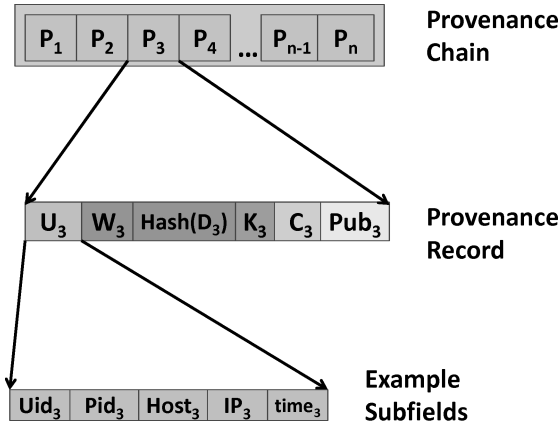 P1 P2 P3 P4 ... Pn-1 Pn
Provenance
Chain
U3 W3 Hash(D3) K3 C3 Pub3
Provenance
Record
Uid3 Pid3 Host3 IP3 time3
Example
Subfields